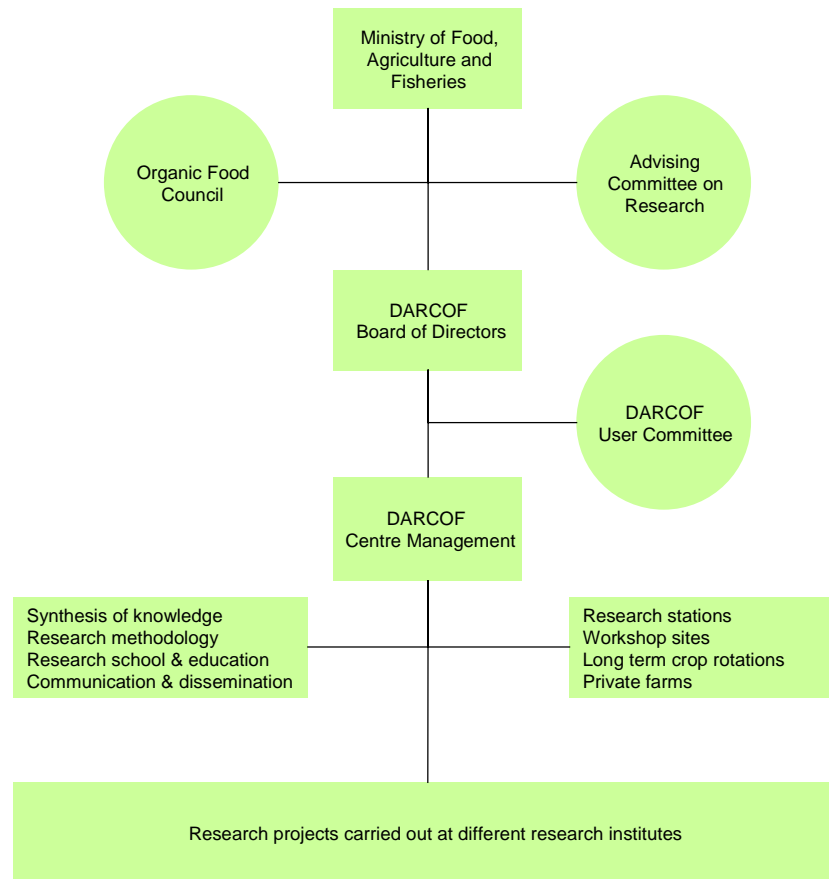 Ministry of Food,
Agriculture and
Fisheries
Organic Food
Council
Advising
Committee on
Research
DARCOF
Board of Directors
DARCOF
User Committee
DARCOF
Centre Management
Synthesis of knowledge
Research methodology
Research school & education
Communication & dissemination
Research stations
Workshop sites
Long term crop rotations
Private farms
Research projects carried out at different research institutes